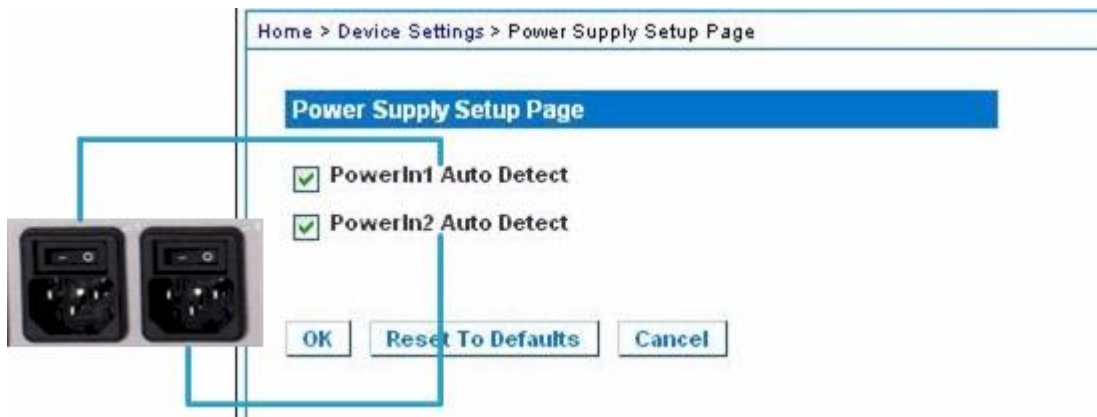 Home > Device Settings > Power Supply Setup Page
Power Supply Setup Page
PowerIn1 Auto Detect
PowerIn2 Auto Detect
OK
Reset To Defaults
Cancel